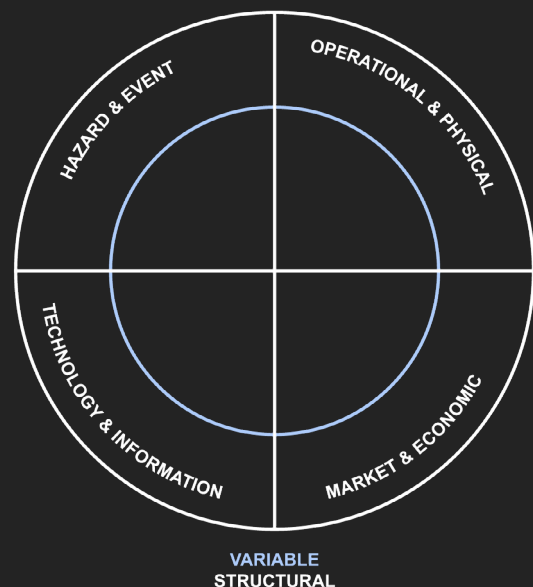 HAZARD & EVENT
OPERATIONAL & PHYSICAL
TECHNOLOGY & INFORMATION
MARKET & ECONOMIC
VARIABLE
STRUCTURAL